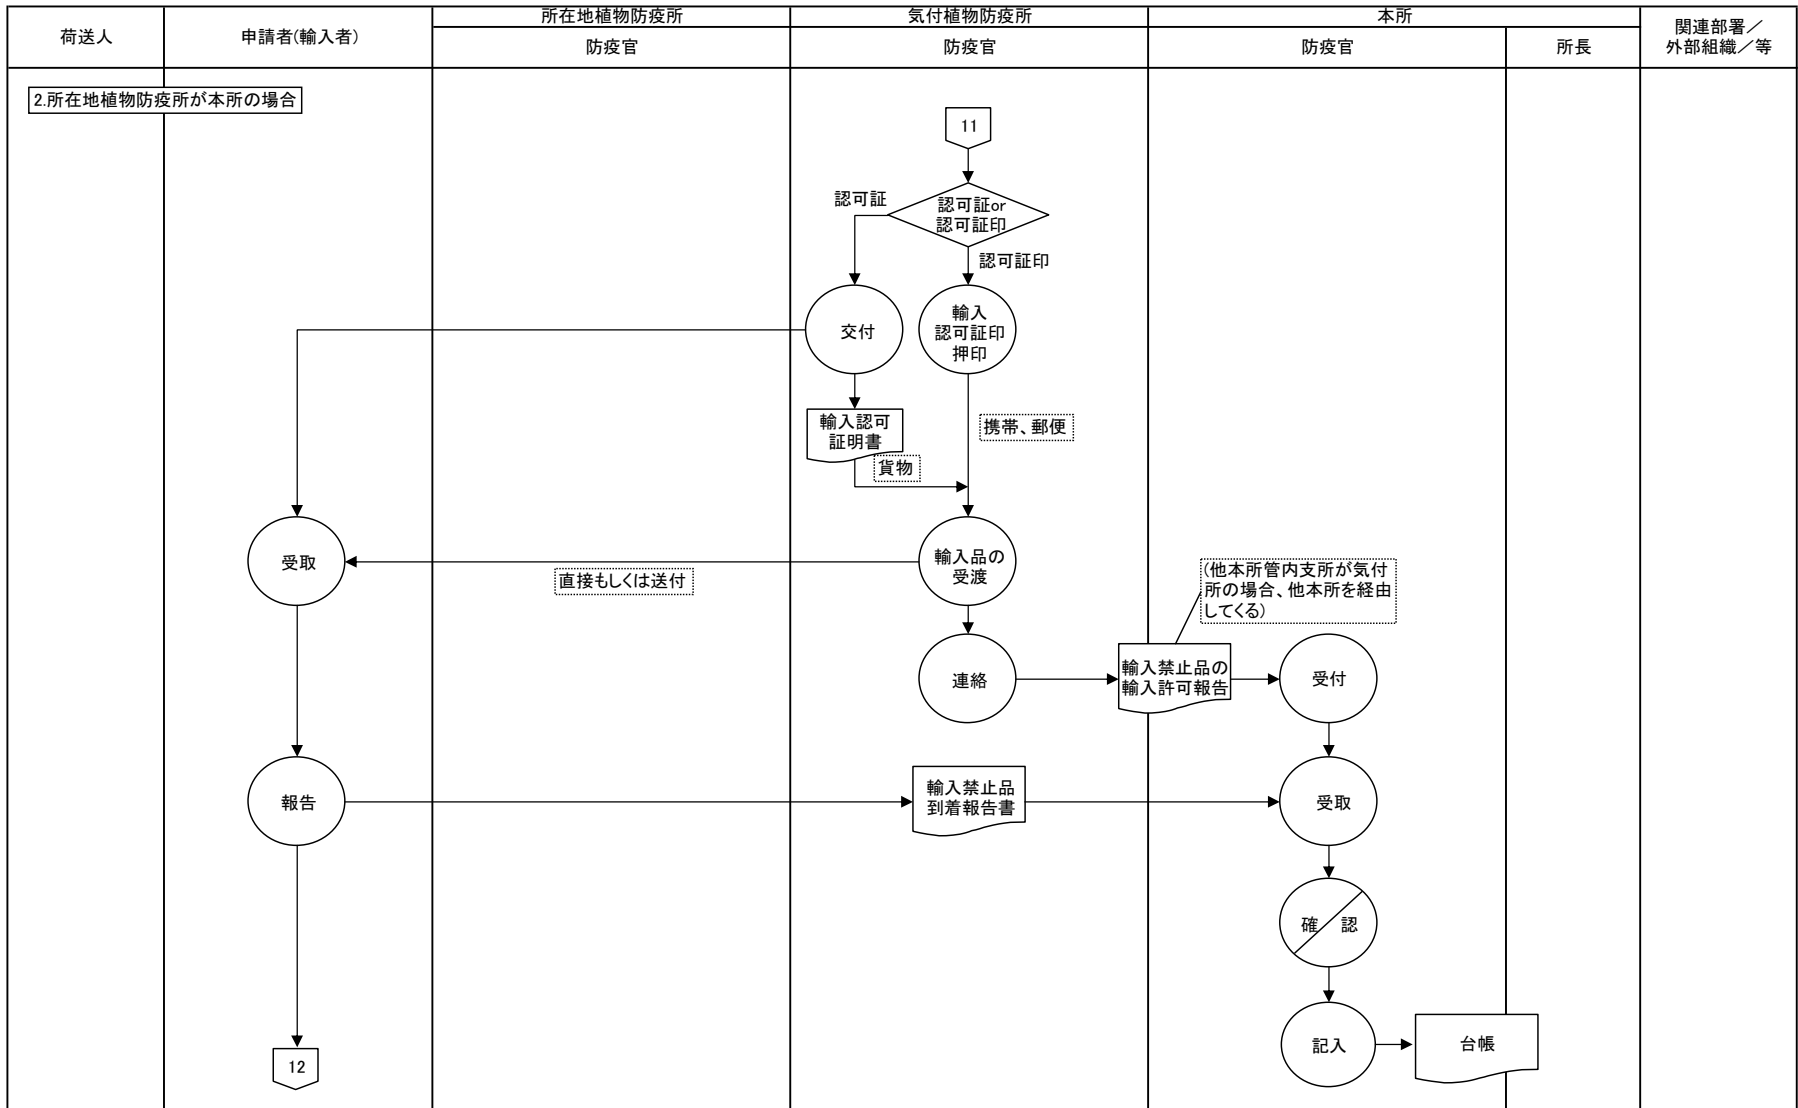 荷送人
申請者(輸入者)
所在地植物防疫所
防疫官
気付植物防疫所
防疫官
本所
防疫官
所長
関連部署／
外部組織／等
2.所在地植物防疫所が本所の場合
11
認可証
認可証or
認可証印
認可証印
交付
輸入
認可証印
押印
輸入認可
証明書
携帯、郵便
貨物
受取
輸入品の
受渡
直接もしくは送付
(他本所管内支所が気付
所の場合、他本所を経由
してくる)
連絡
輸入禁止品の
輸入許可報告
受付
報告
輸入禁止品
到着報告書
受取
確 認
記入
台帳
12